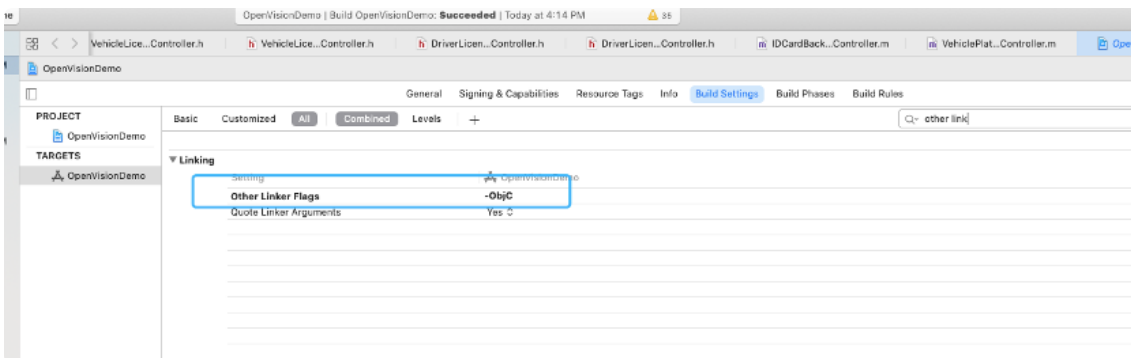 OpenVisionDemo | Build OpenVisionDemo: Succeeded | Today at 4:14 PM
VehicleLice...Controller.h VehicleLice...Controller.h DriverLicen...Controller.h DriverLicen...Controller.h IDCardBack...Controller.m VehiclePlat...Controller.m Ope
OpenVisionDemo
General Signing & Capabilities Resource Tags Info Build Settings Build Phases Build Rules
PROJECT Basic Customized All Combined Levels + other link
OpenVisionDemo
TARGETS
OpenVisionDemo
Linking
Setting OpenVisionDemo
Other Linker Flags -ObjC
Quote Linker Arguments Yes